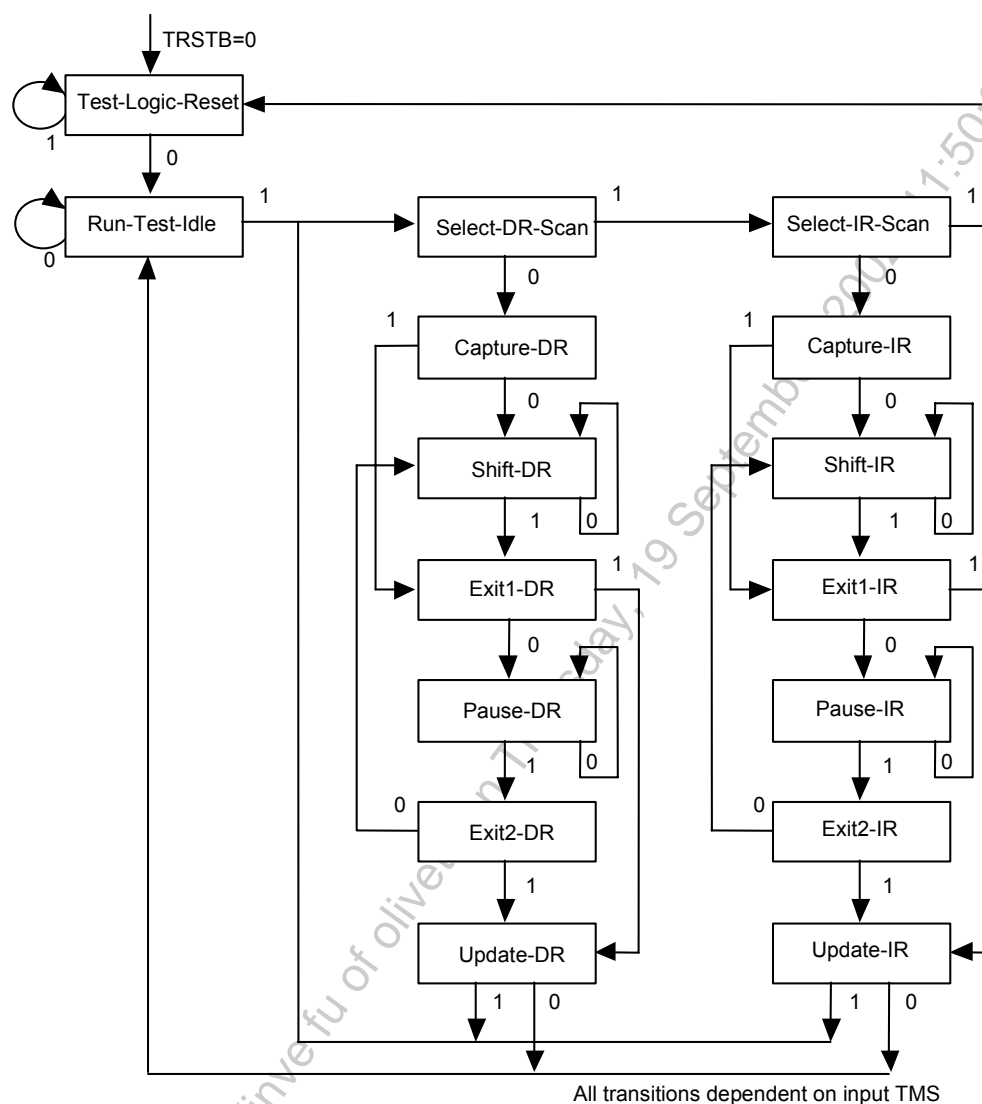 TRSTB=0
Test-Logic-Reset
1
0
Run-Test-Idle
0
1
Select-DR-Scan
1
Select-IR-Scan
1
0
0
1
Capture-DR
1
Capture-IR
0
0
Shift-DR
Shift-IR
1
0
1
0
Exit1-DR
1
Exit1-IR
1
0
0
Pause-DR
Pause-IR
1
0
1
0
0
Exit2-DR
0
Exit2-IR
1
1
Update-DR
Update-IR
1
0
1
0
All transitions dependent on input TMS